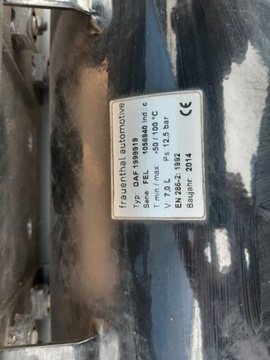 frauenthal automotive
Typ: DAF 1999919
Serie: FEL 1056940 Ind.: c
T min / max: -50 / 100 °C
V: 7,0 L Ps: 12,5 bar
EN 286-2: 1992
Baujahr: 2014
CE